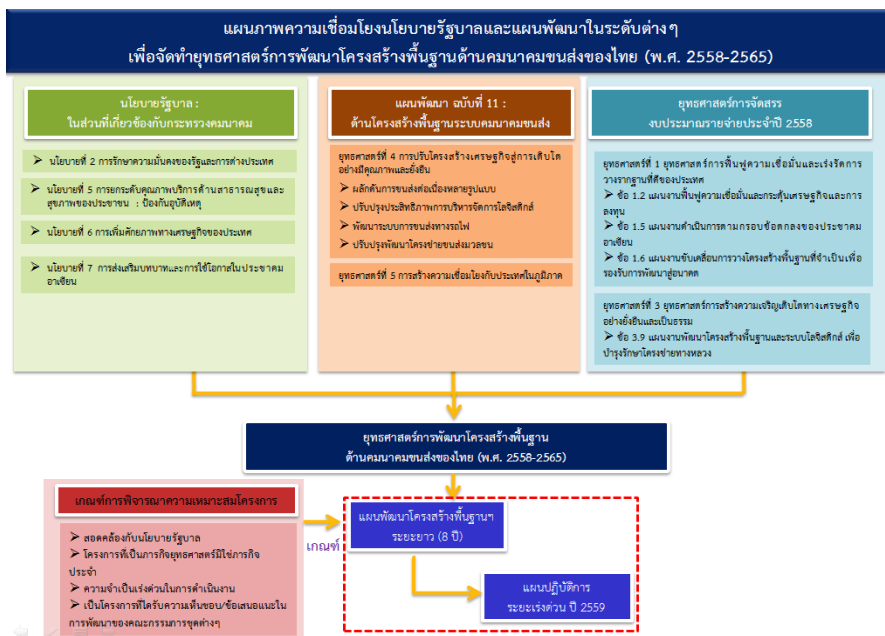 แผนภาพความเชื่อมโยงนโยบายรัฐบาลและแผนพัฒนาในระดับต่างๆ
เพื่อจัดทำยุทธศาสตร์การพัฒนาโครงสร้างพื้นฐานด้านคมนาคมขนส่งของไทย (พ.ศ. 2558-2565)
นโยบายรัฐบาล :
ในส่วนที่เกี่ยวข้องกับกระทรวงคมนาคม
➢ นโยบายที่ 2 การรักษาความมั่นคงของรัฐและการต่างประเทศ
➢ นโยบายที่ 5 การยกระดับคุณภาพบริการด้านสาธารณสุขและ
สุขภาพของประชาชน : ป้องกันอุบัติเหตุ
➢ นโยบายที่ 6 การเพิ่มศักยภาพทางเศรษฐกิจของประเทศ
➢ นโยบายที่ 7 การส่งเสริมบทบาทและการใช้โอกาสในประชาคม
อาเซียน
แผนพัฒนา ฉบับที่ 11 :
ด้านโครงสร้างพื้นฐานระบบคมนาคมขนส่ง
ยุทธศาสตร์ที่ 4 การปรับโครงสร้างเศรษฐกิจสู่การเติบโต
อย่างมีคุณภาพและยั่งยืน
➢ ผลักดันการขนส่งต่อเนื่องหลายรูปแบบ
➢ ปรับปรุงประสิทธิภาพการบริหารจัดการโลจิสติกส์
➢ พัฒนาระบบการขนส่งทางรถไฟ
➢ ปรับปรุงพัฒนาโครงข่ายขนส่งมวลชน
ยุทธศาสตร์ที่ 5 การสร้างความเชื่อมโยงกับประเทศในภูมิภาค
ยุทธศาสตร์การจัดสรร
งบประมาณรายจ่ายประจำปี 2558
ยุทธศาสตร์ที่ 1 ยุทธศาสตร์การฟื้นฟูความเชื่อมั่นและเร่งรัดการ
วางรากฐานที่ดีของประเทศ
➢ ข้อ 1.2 แผนงานฟื้นฟูความเชื่อมั่นและกระตุ้นเศรษฐกิจและการ
ลงทุน
➢ ข้อ 1.5 แผนงานดำเนินการตามกรอบข้อตกลงของประชาคม
อาเซียน
➢ ข้อ 1.6 แผนงานขับเคลื่อนการวางโครงสร้างพื้นฐานที่จำเป็นเพื่อ
รองรับการพัฒนาสู่อนาคต
ยุทธศาสตร์ที่ 3 ยุทธศาสตร์การสร้างความเจริญเติบโตทางเศรษฐกิจ
อย่างยั่งยืนและเป็นธรรม
➢ ข้อ 3.9 แผนงานพัฒนาโครงสร้างพื้นฐานและระบบโลจิสติกส์ เพื่อ
บำรุงรักษาโครงข่ายทางหลวง
ยุทธศาสตร์การพัฒนาโครงสร้างพื้นฐาน
ด้านคมนาคมขนส่งของไทย (พ.ศ. 2558-2565)
เกณฑ์การพิจารณาความเหมาะสมโครงการ
➢ สอดคล้องกับนโยบายรัฐบาล
➢ โครงการที่เป็นภารกิจยุทธศาสตร์มิใช่ภารกิจ
ประจำ
➢ ความจำเป็นเร่งด่วนในการดำเนินงาน
➢ เป็นโครงการที่ได้รับความเห็นชอบ/ข้อเสนอแนะใน
การพัฒนาของคณะกรรมการชุดต่างๆ
เกณฑ์
แผนพัฒนาโครงสร้างพื้นฐานฯ
ระยะยาว (8 ปี)
แผนปฏิบัติการ
ระยะเร่งด่วน ปี 2559